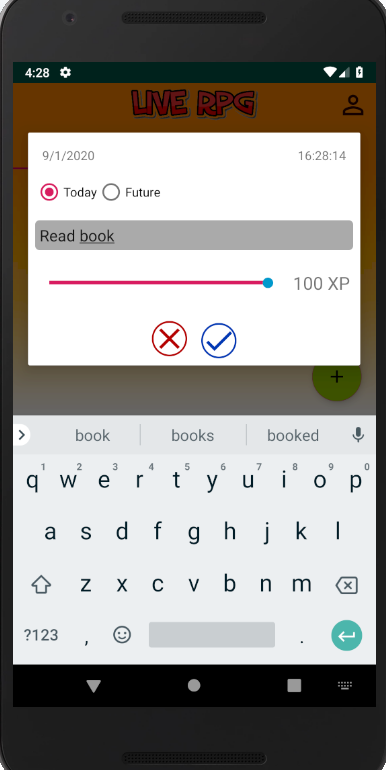 4:28
LIVE RPG
9/1/2020 16:28:14
Today Future
Read book
100 XP
+
book books booked
q1 w2 e3 r4 t5 y6 u7 i8 o9 p0
a s d f g h j k l
z x c v b n m
?123 , .